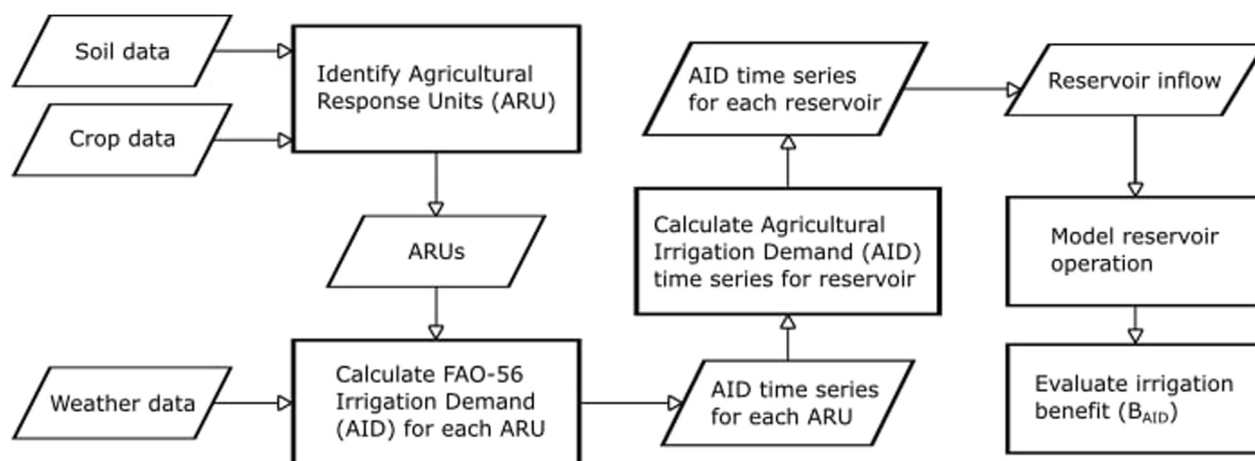 Soil data
Crop data
Identify Agricultural
Response Units (ARU)
ARUs
Weather data
Calculate FAO-56
Irrigation Demand
(AID) for each ARU
AID time series
for each ARU
Calculate Agricultural
Irrigation Demand (AID)
time series for reservoir
AID time series
for each reservoir
Reservoir inflow
Model reservoir
operation
Evaluate irrigation
benefit (B_AID)